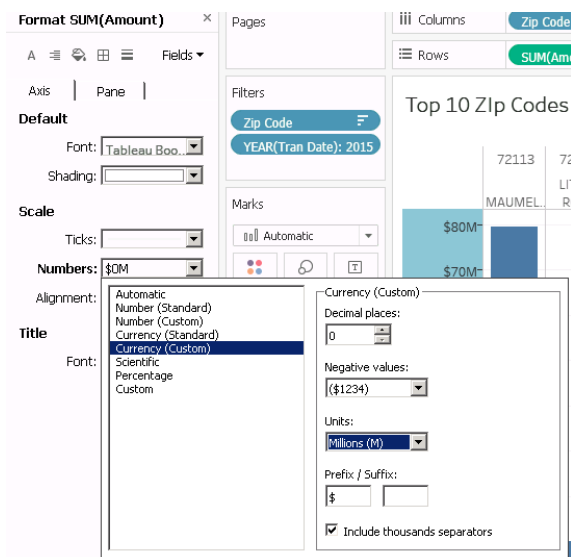 Format SUM(Amount) ×
A Fields
Axis Pane
Default
Font: Tableau Boo..
Shading:
Scale
Ticks:
Numbers: $0M
Alignment:
Title
Font:
Pages
Filters
Zip Code
YEAR(Tran Date): 2015
Marks
Automatic
T
iii Columns Zip Code
Rows SUM(Am
Top 10 ZIp Codes
72113 72
LI
MAUMEL.. R
$80M
$70M
Automatic
Number (Standard)
Number (Custom)
Currency (Standard)
Currency (Custom)
Scientific
Percentage
Custom
Currency (Custom)
Decimal places:
0
Negative values:
($1234)
Units:
Millions (M)
Prefix / Suffix:
$
Include thousands separators